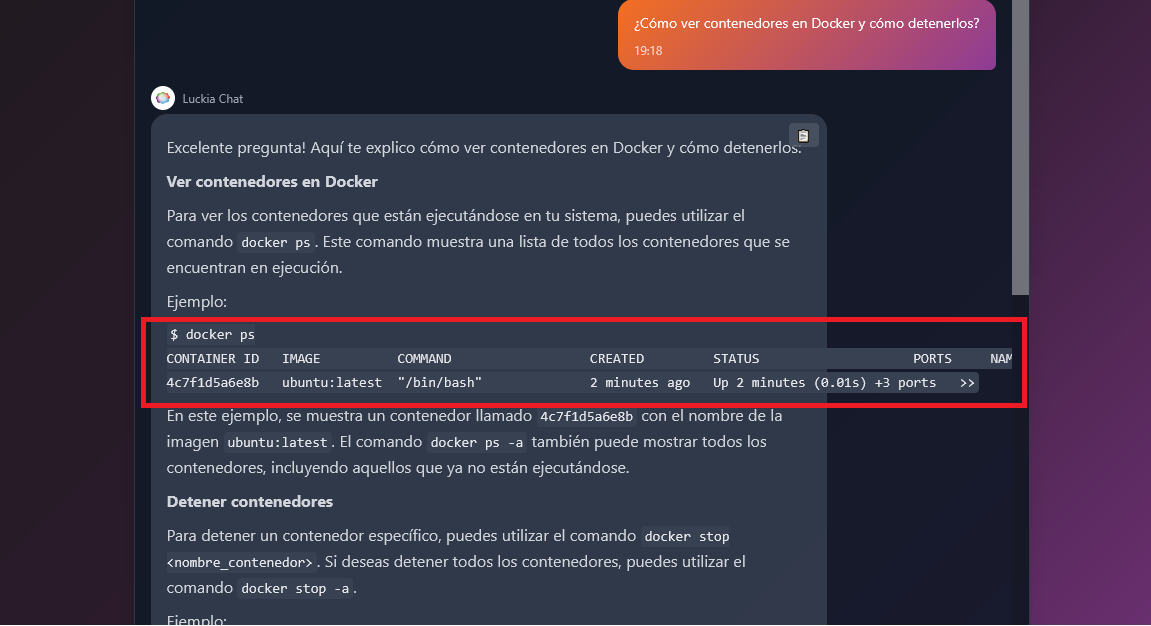 ¿Cómo ver contenedores en Docker y cómo detenerlos?
19:18
Luckia Chat
Excelente pregunta! Aquí te explico cómo ver contenedores en Docker y cómo detenerlos:
Ver contenedores en Docker
Para ver los contenedores que están ejecutándose en tu sistema, puedes utilizar el
comando docker ps. Este comando muestra una lista de todos los contenedores que se
encuentran en ejecución.
Ejemplo:
$ docker ps
CONTAINER ID IMAGE COMMAND CREATED STATUS PORTS NAM
4c7f1d5a6e8b ubuntu:latest "/bin/bash" 2 minutes ago Up 2 minutes (0.01s) +3 ports >>
En este ejemplo, se muestra un contenedor llamado 4c7f1d5a6e8b con el nombre de la
imagen ubuntu:latest. El comando docker ps -a también puede mostrar todos los
contenedores, incluyendo aquellos que ya no están ejecutándose.
Detener contenedores
Para detener un contenedor específico, puedes utilizar el comando docker stop
<nombre_contenedor>. Si deseas detener todos los contenedores, puedes utilizar el
comando docker stop -a.
Ejemplo: